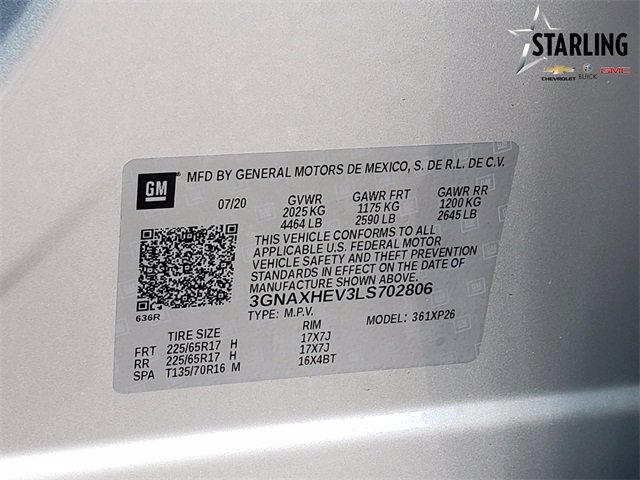 STARLING
CHEVROLET BUICK GMC
GM
MFD BY GENERAL MOTORS DE MEXICO, S. DE R.L. DE C.V.
07/20 GVWR GAWR FRT GAWR RR
2025 KG 1175 KG 1200 KG
4464 LB 2590 LB 2645 LB
THIS VEHICLE CONFORMS TO ALL
APPLICABLE U.S. FEDERAL MOTOR
VEHICLE SAFETY AND THEFT PREVENTION
STANDARDS IN EFFECT ON THE DATE OF
MANUFACTURE SHOWN ABOVE.
3GNAXHEV3LS702806
636R
TYPE: M.P.V. MODEL: 361XP26
TIRE SIZE RIM
FRT 225/65R17 H 17X7J
RR 225/65R17 H 17X7J
SPA T135/70R16 M 16X4BT